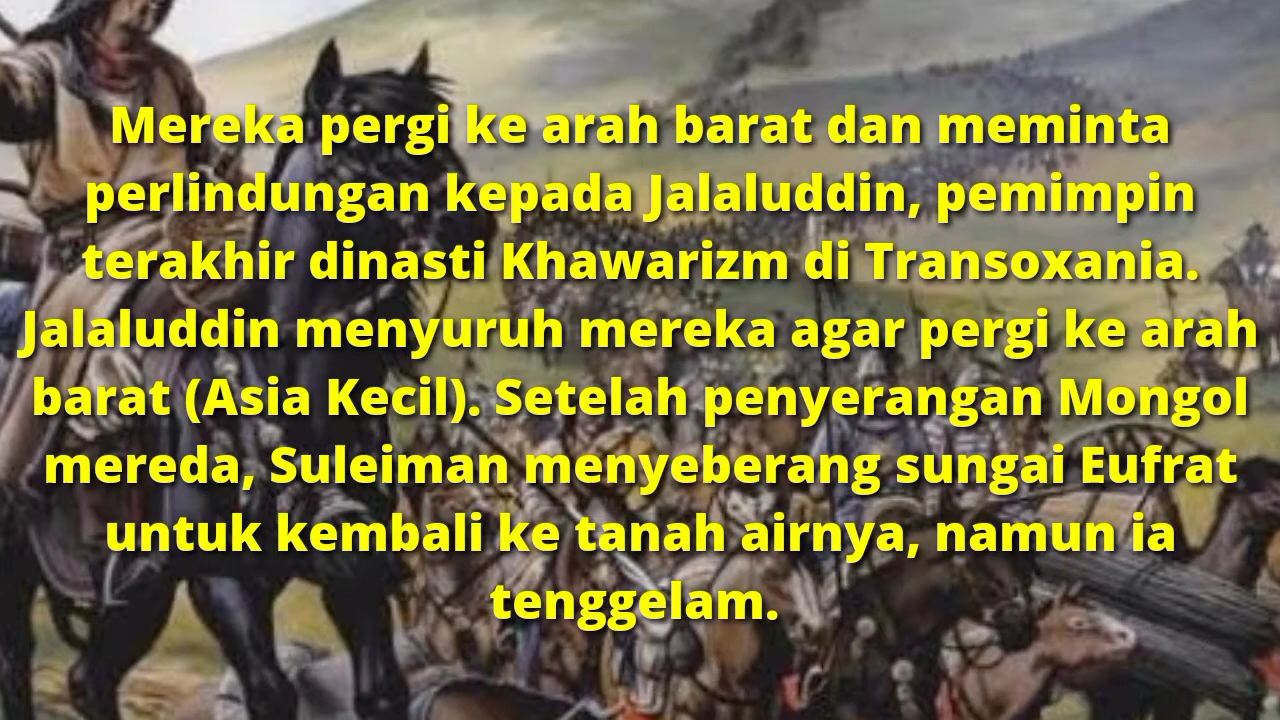 Mereka pergi ke arah barat dan meminta
perlindungan kepada Jalaluddin, pemimpin
terakhir dinasti Khawarizm di Transoxania.
Jalaluddin menyuruh mereka agar pergi ke arah
barat (Asia Kecil). Setelah penyerangan Mongol
mereda, Suleiman menyeberang sungai Eufrat
untuk kembali ke tanah airnya, namun ia
tenggelam.